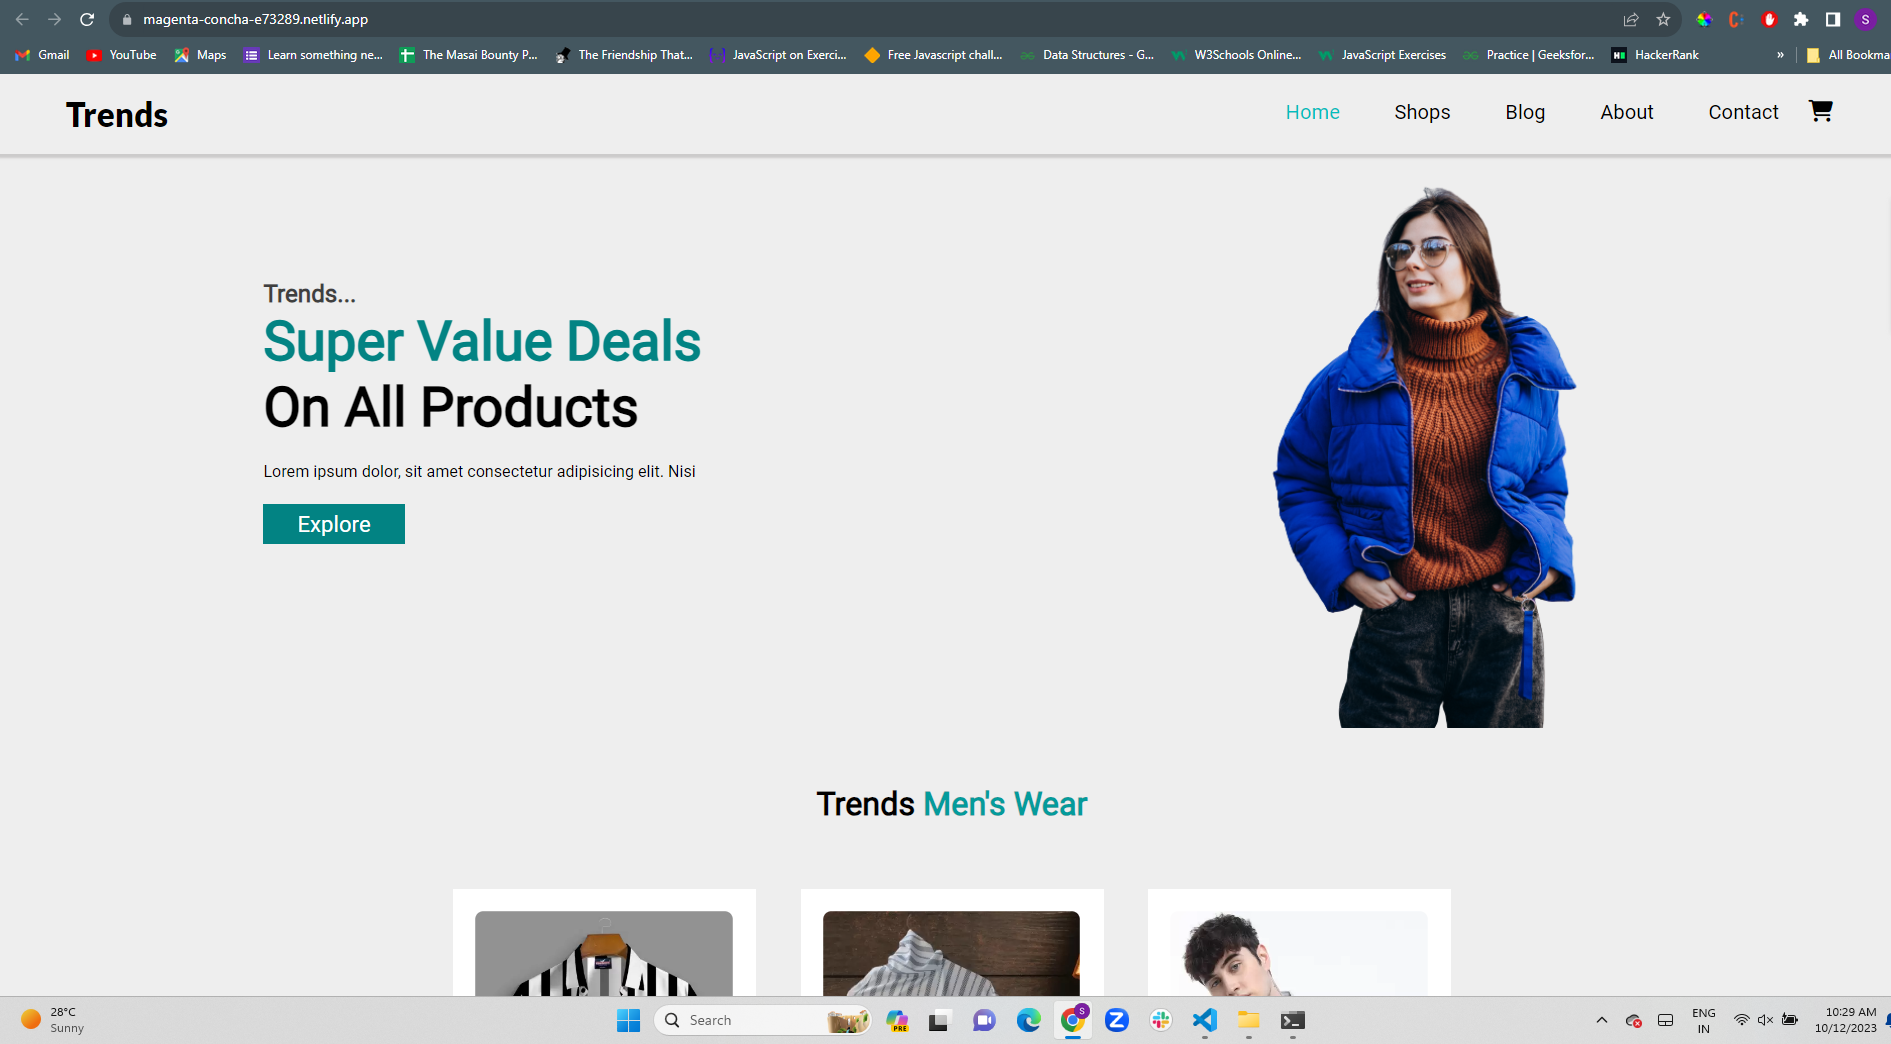 magenta-concha-e73289.netlify.app
S
Gmail
YouTube
Maps
Learn something ne...
The Masai Bounty P...
The Friendship That...
JavaScript on Exerci...
Free Javascript chall...
Data Structures - G...
W3Schools Online...
JavaScript Exercises
Practice | Geeksfor...
HackerRank
»
All Bookma
Trends
Home
Shops
Blog
About
Contact
Trends...
Super Value Deals
On All Products
Lorem ipsum dolor, sit amet consectetur adipisicing elit. Nisi
Explore
Trends Men's Wear
28°C
Sunny
Search
PRE
S
ENG
IN
10:29 AM
10/12/2023